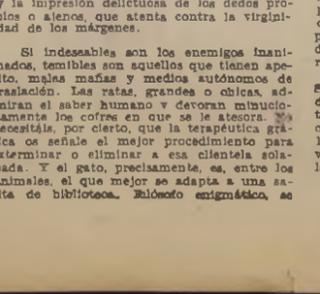 y la impresión delictuosa de los dedos pro-
pios o ajenos, que atenta contra la virgini-
dad de los márgenes.
Si indeseables son los enemigos inani-
mados, temibles son aquellos que tienen ape-
tito, malas mañas y medios autónomos de
traslación. Las ratas, grandes o chicas, ad-
miran el saber humano y devoran minucio-
samente los cofres en que se le atesora. No
necesitáis, por cierto, que la terapéutica grá-
fica os señale el mejor procedimiento para
exterminar o eliminar a esa clientela sola-
pada. Y el gato, precisamente, es, entre los
animales, el que mejor se adapta a una sa-
lita de biblioteca. Filósofo enigmático, se